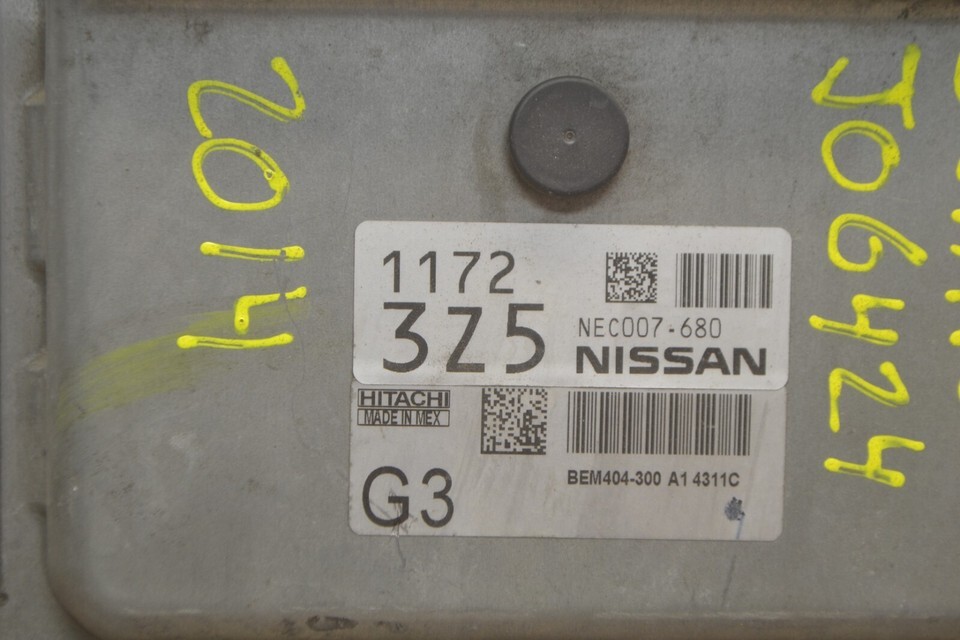 2014
1172
3Z5
NEC007-680
NISSAN
HITACHI
MADE IN MEX
G3
BEM404-300 A1 4311C
J06424